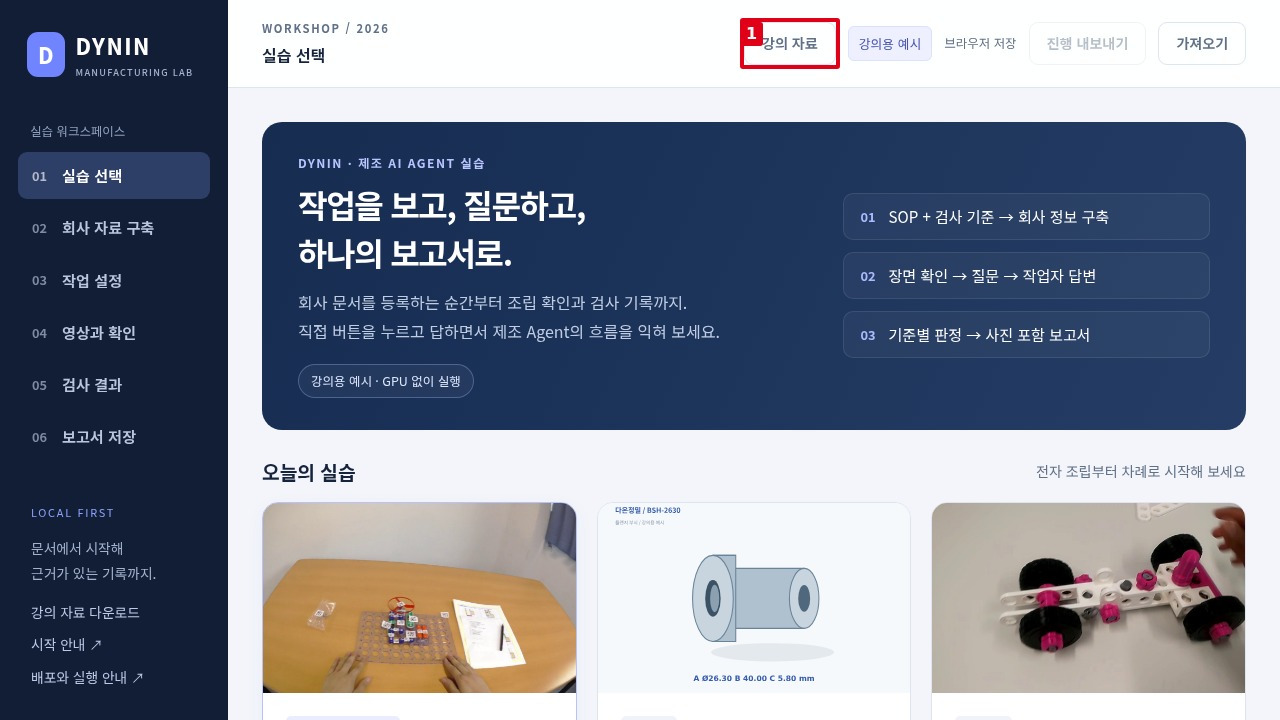 D DYNIN
MANUFACTURING LAB
실습 워크스페이스
01 실습 선택
02 회사 자료 구축
03 작업 설정
04 영상과 확인
05 검사 결과
06 보고서 저장
LOCAL FIRST
문서에서 시작해
근거가 있는 기록까지.
강의 자료 다운로드
시작 안내 ↗
배포와 실행 안내 ↗
WORKSHOP / 2026
실습 선택
1
강의 자료
강의용 예시
브라우저 저장
진행 내보내기
가져오기
DYNIN · 제조 AI AGENT 실습
작업을 보고, 질문하고,
하나의 보고서로.
회사 문서를 등록하는 순간부터 조립 확인과 검사 기록까지.
직접 버튼을 누르고 답하면서 제조 Agent의 흐름을 익혀 보세요.
강의용 예시 · GPU 없이 실행
01 SOP + 검사 기준 → 회사 정보 구축
02 장면 확인 → 질문 → 작업자 답변
03 기준별 판정 → 사진 포함 보고서
오늘의 실습
전자 조립부터 차례로 시작해 보세요
다온정밀 / BSH-2630
A Ø26.30 B 40.00 C 5.80 mm